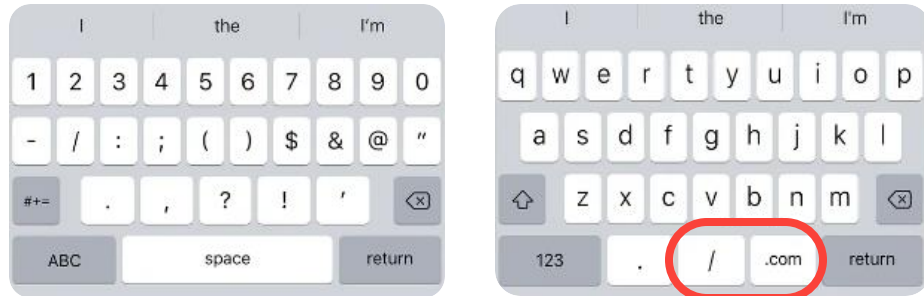 I the I'm
1 2 3 4 5 6 7 8 9 0
- / : ; ( ) $ & @ "
#+= . , ? ! '
ABC space return
I the I'm
q w e r t y u i o p
a s d f g h j k l
z x c v b n m
123 . / .com return